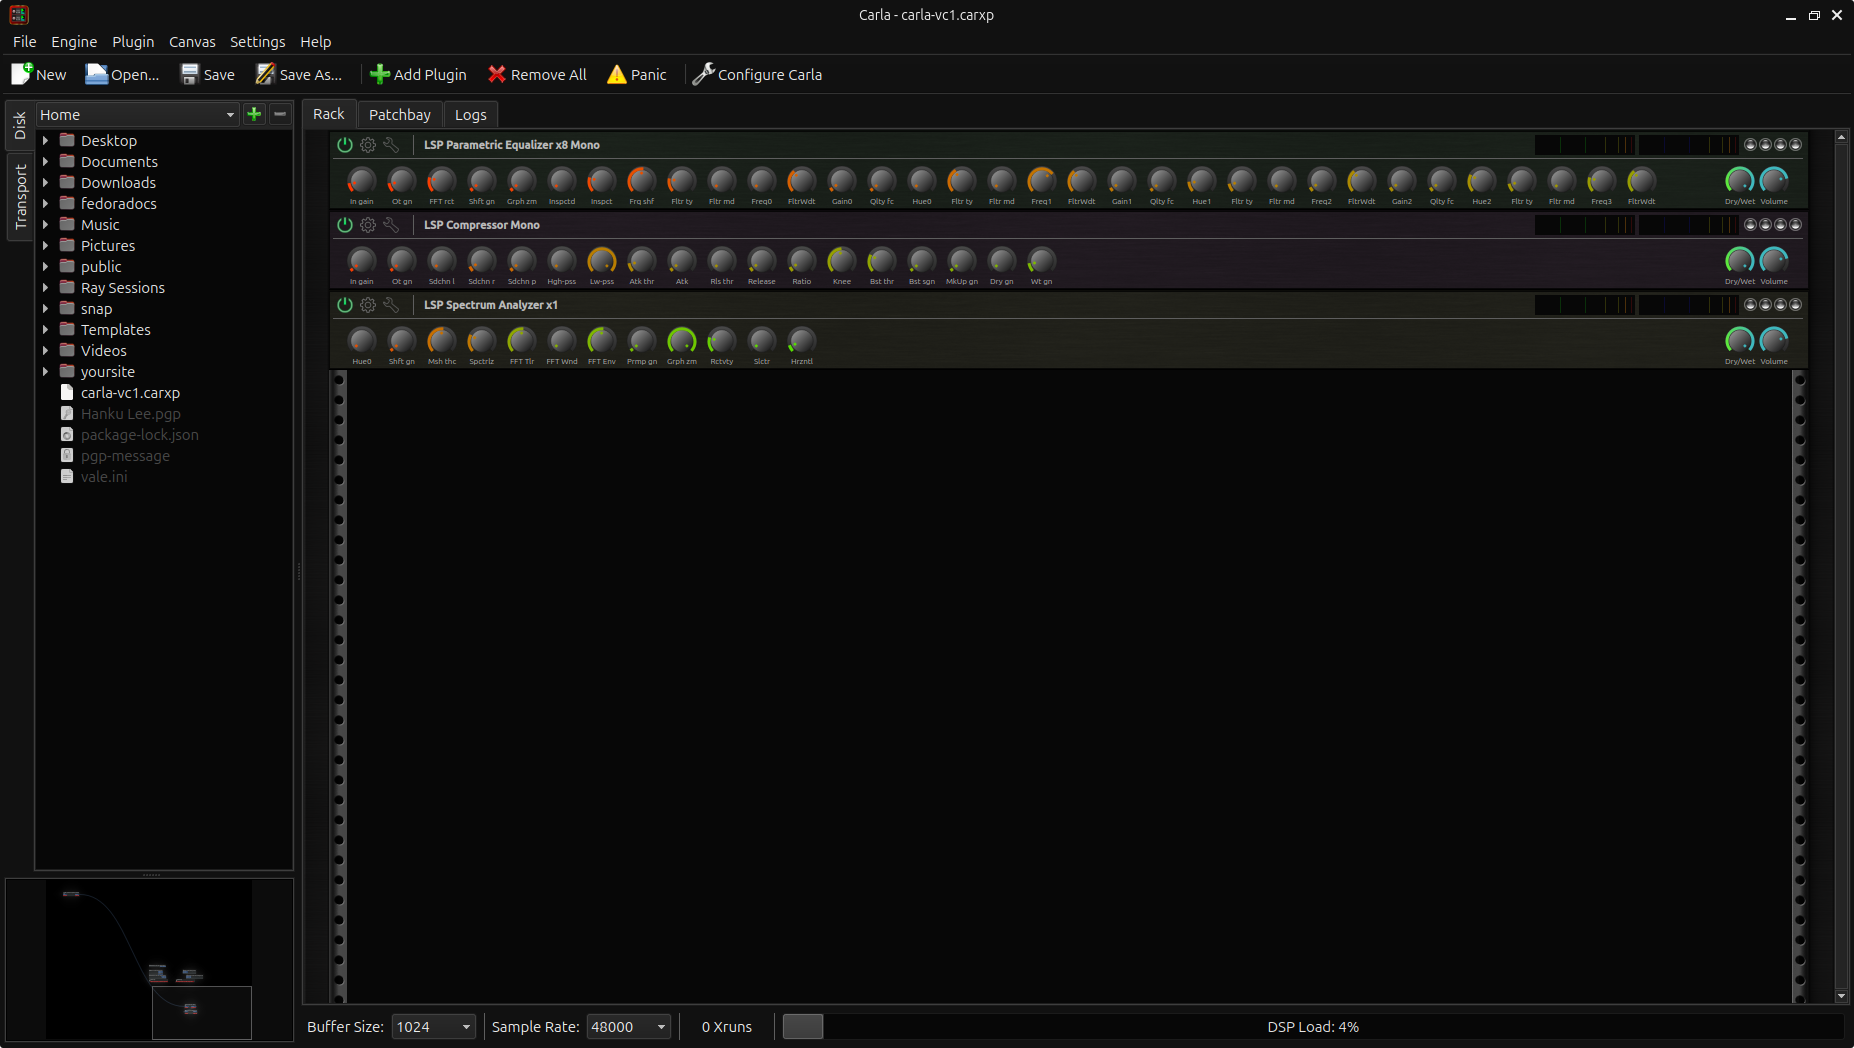 Carla - carla-vc1.carxp
File Engine Plugin Canvas Settings Help
New Open... Save Save As... Add Plugin Remove All Panic Configure Carla
Disk
Transport
Home
Desktop
Documents
Downloads
fedoradocs
Music
Pictures
public
Ray Sessions
snap
Templates
Videos
yoursite
carla-vc1.carxp
Hanku Lee.pgp
package-lock.json
pgp-message
vale.ini
Rack Patchbay Logs
LSP Parametric Equalizer x8 Mono
In gain Ot gn FFT rct Shft gn Grph zm Inspctd Inspct Frq shf Fltr ty Fltr md Freq0 FltrWdt Gain0 Qlty fc Hue0 Fltr ty Fltr md Freq1 FltrWdt Gain1 Qlty fc Hue1 Fltr ty Fltr md Freq2 FltrWdt Gain2 Qlty fc Hue2 Fltr ty Fltr md Freq3 FltrWdt Dry/Wet Volume
LSP Compressor Mono
In gain Ot gn Sdchn l Sdchn r Sdchn p Hgh-pss Lw-pss Atk thr Atk Rls thr Release Ratio Knee Bst thr Bst sgn MkUp gn Dry gn Wt gn Dry/Wet Volume
LSP Spectrum Analyzer x1
Hue0 Shft gn Msh thc Spctrlz FFT Tlr FFT Wnd FFT Env Prmp gn Grph zm Rctvty Slctr Hrzntl Dry/Wet Volume
Buffer Size: 1024 Sample Rate: 48000 0 Xruns DSP Load: 4%